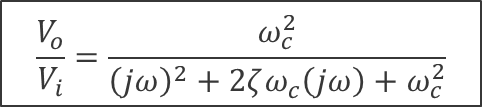 V_o / V_i = ω_c^2 / ((jω)^2 + 2ζω_c(jω) + ω_c^2)